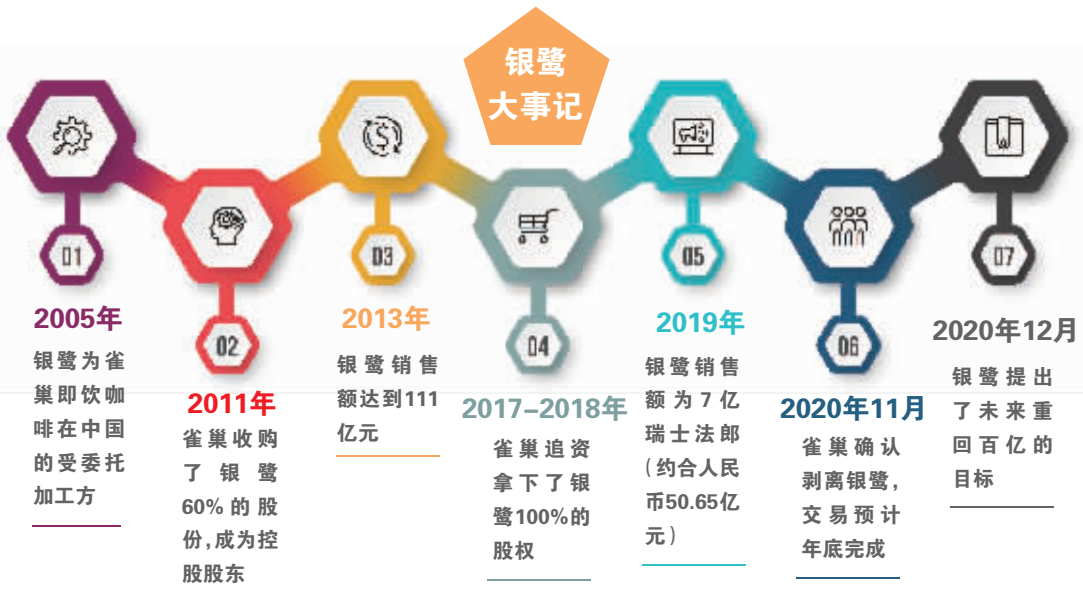 银鹭
大事记
01
2005年
银鹭为雀
巢即饮咖
啡在中国
的受委托
加工方
02
2011年
雀巢收购
了银鹭
60%的股
份,成为控
股股东
03
2013年
银鹭销售
额达到111
亿元
04
2017-2018年
雀巢追资
拿下了银
鹭100%的
股权
05
2019年
银鹭销售
额为7亿
瑞士法郎
(约合人民
币50.65亿
元)
06
2020年11月
雀巢确认
剥离银鹭,
交易预计
年底完成
07
2020年12月
银鹭提出
了未来重
回百亿的
目标